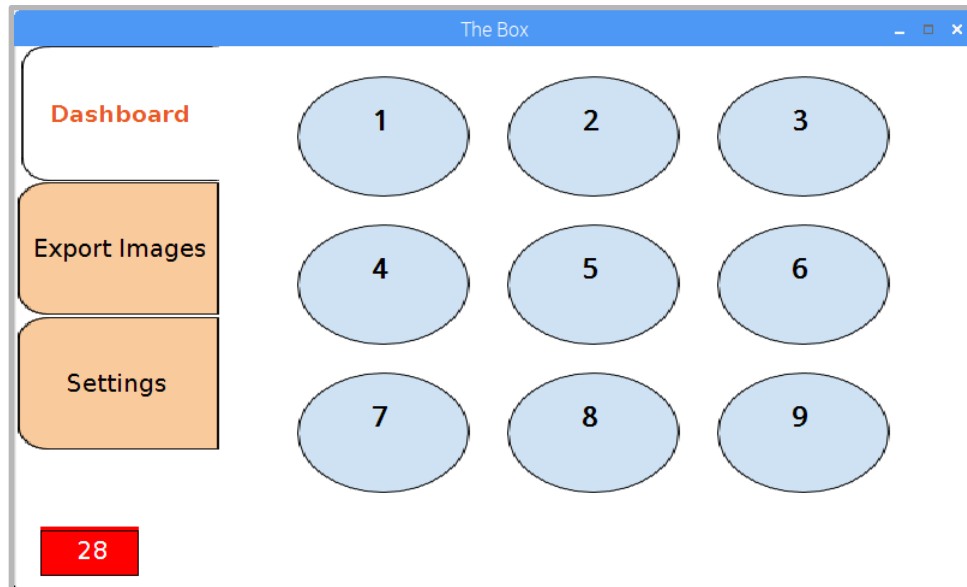 The Box
Dashboard
Export Images
Settings
1 2 3
4 5 6
7 8 9
28